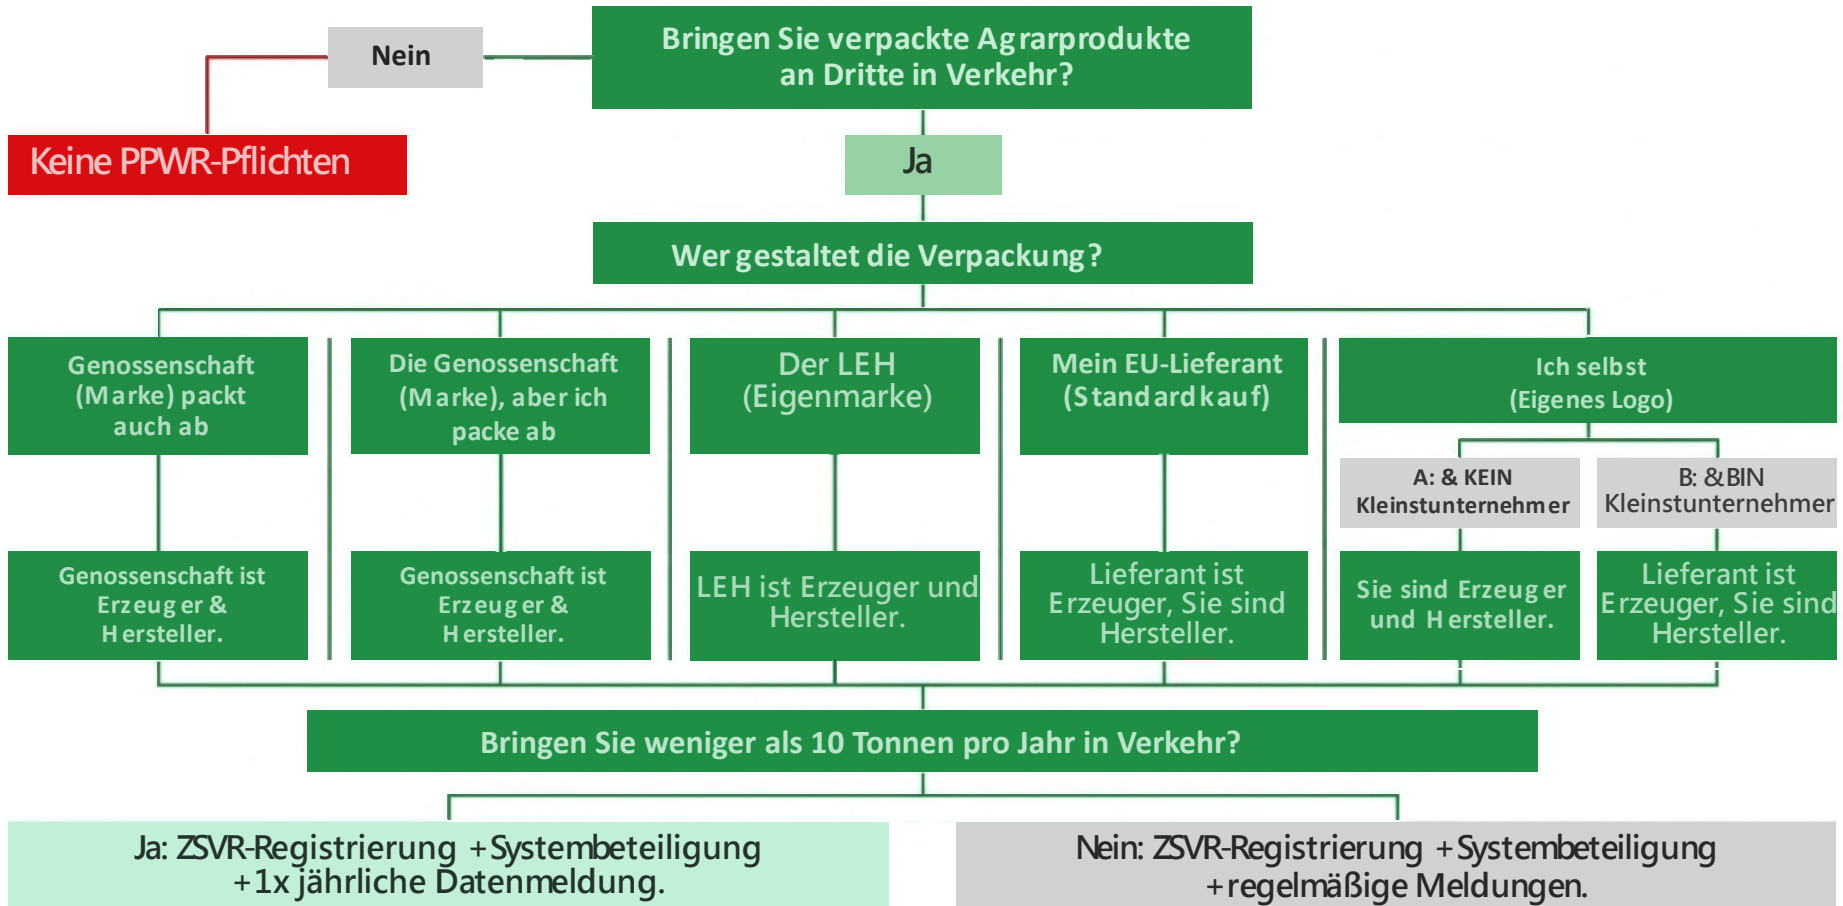 Nein
Bringen Sie verpackte Agrarprodukte
an Dritte in Verkehr?
Keine PPWR-Pflichten
Ja
Wer gestaltet die Verpackung?
Genossenschaft
(Marke) packt
auch ab
Die Genossenschaft
(Marke), aber ich
packe ab
Der LEH
(Eigenmarke)
Mein EU-Lieferant
(Standardkauf)
Ich selbst
(Eigenes Logo)
A: & KEIN
Kleinstunternehmer
B: & BIN
Kleinstunternehmer
Genossenschaft ist
Erzeuger &
Hersteller.
Genossenschaft ist
Erzeuger &
Hersteller.
LEH ist Erzeuger und
Hersteller.
Lieferant ist
Erzeuger, Sie sind
Hersteller.
Sie sind Erzeuger
und Hersteller.
Lieferant ist
Erzeuger, Sie sind
Hersteller.
Bringen Sie weniger als 10 Tonnen pro Jahr in Verkehr?
Ja: ZSVR-Registrierung + Systembeteiligung
+ 1x jährliche Datenmeldung.
Nein: ZSVR-Registrierung + Systembeteiligung
+ regelmäßige Meldungen.